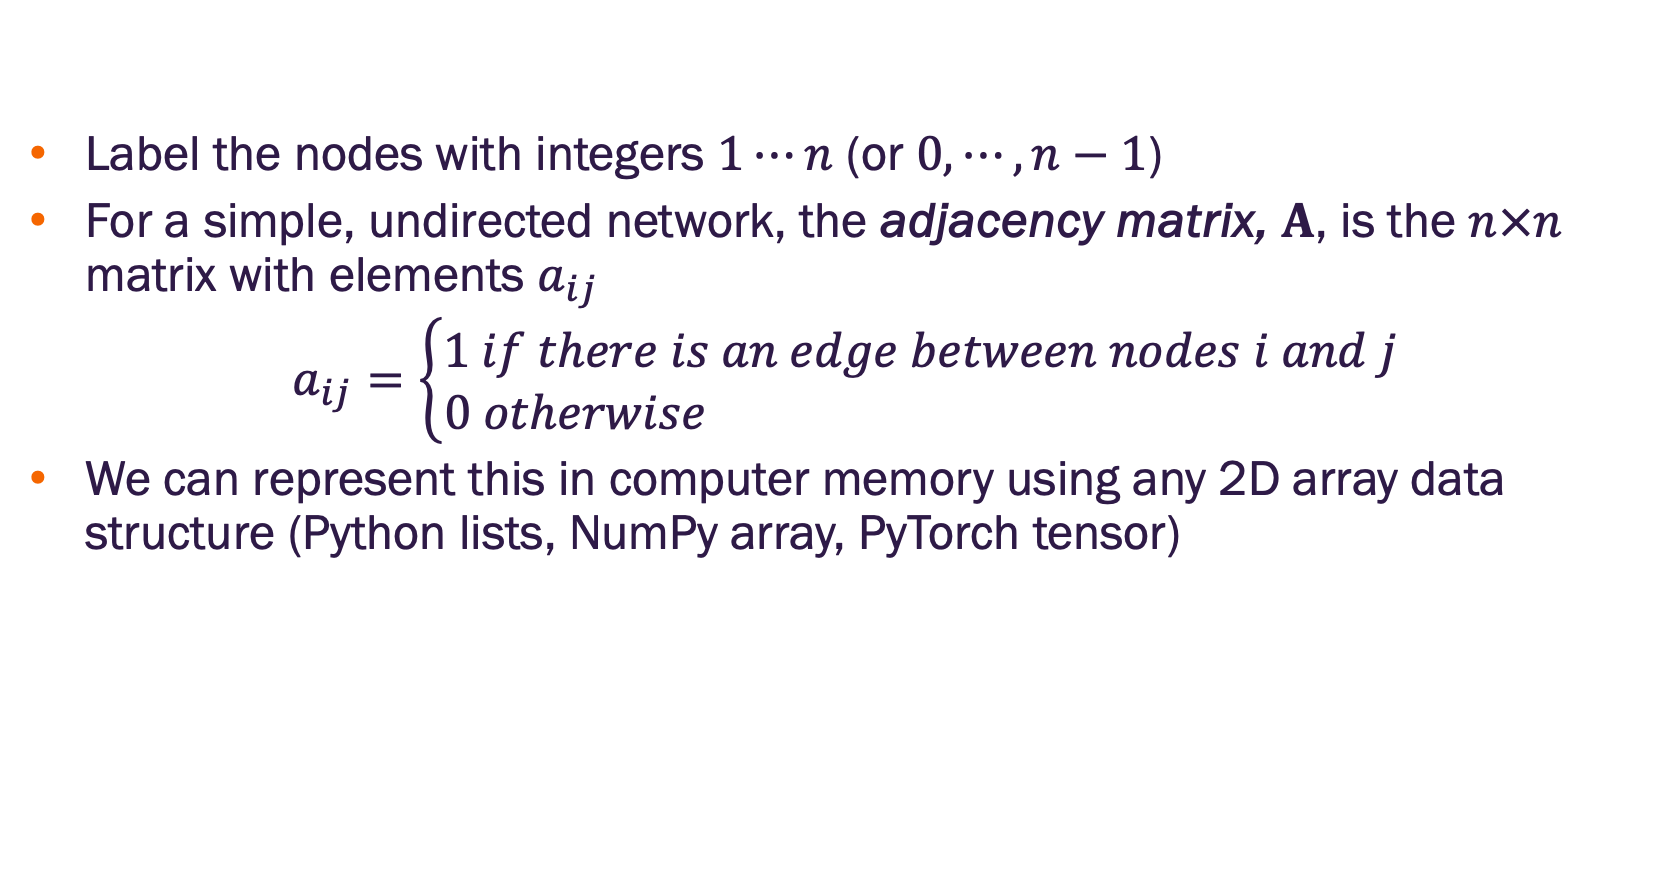 • Label the nodes with integers 1 ⋯ n (or 0, ⋯ , n − 1)
• For a simple, undirected network, the adjacency matrix, A, is the n×n
matrix with elements aᵢⱼ
aᵢⱼ = {1 if there is an edge between nodes i and j
0 otherwise
• We can represent this in computer memory using any 2D array data
structure (Python lists, NumPy array, PyTorch tensor)